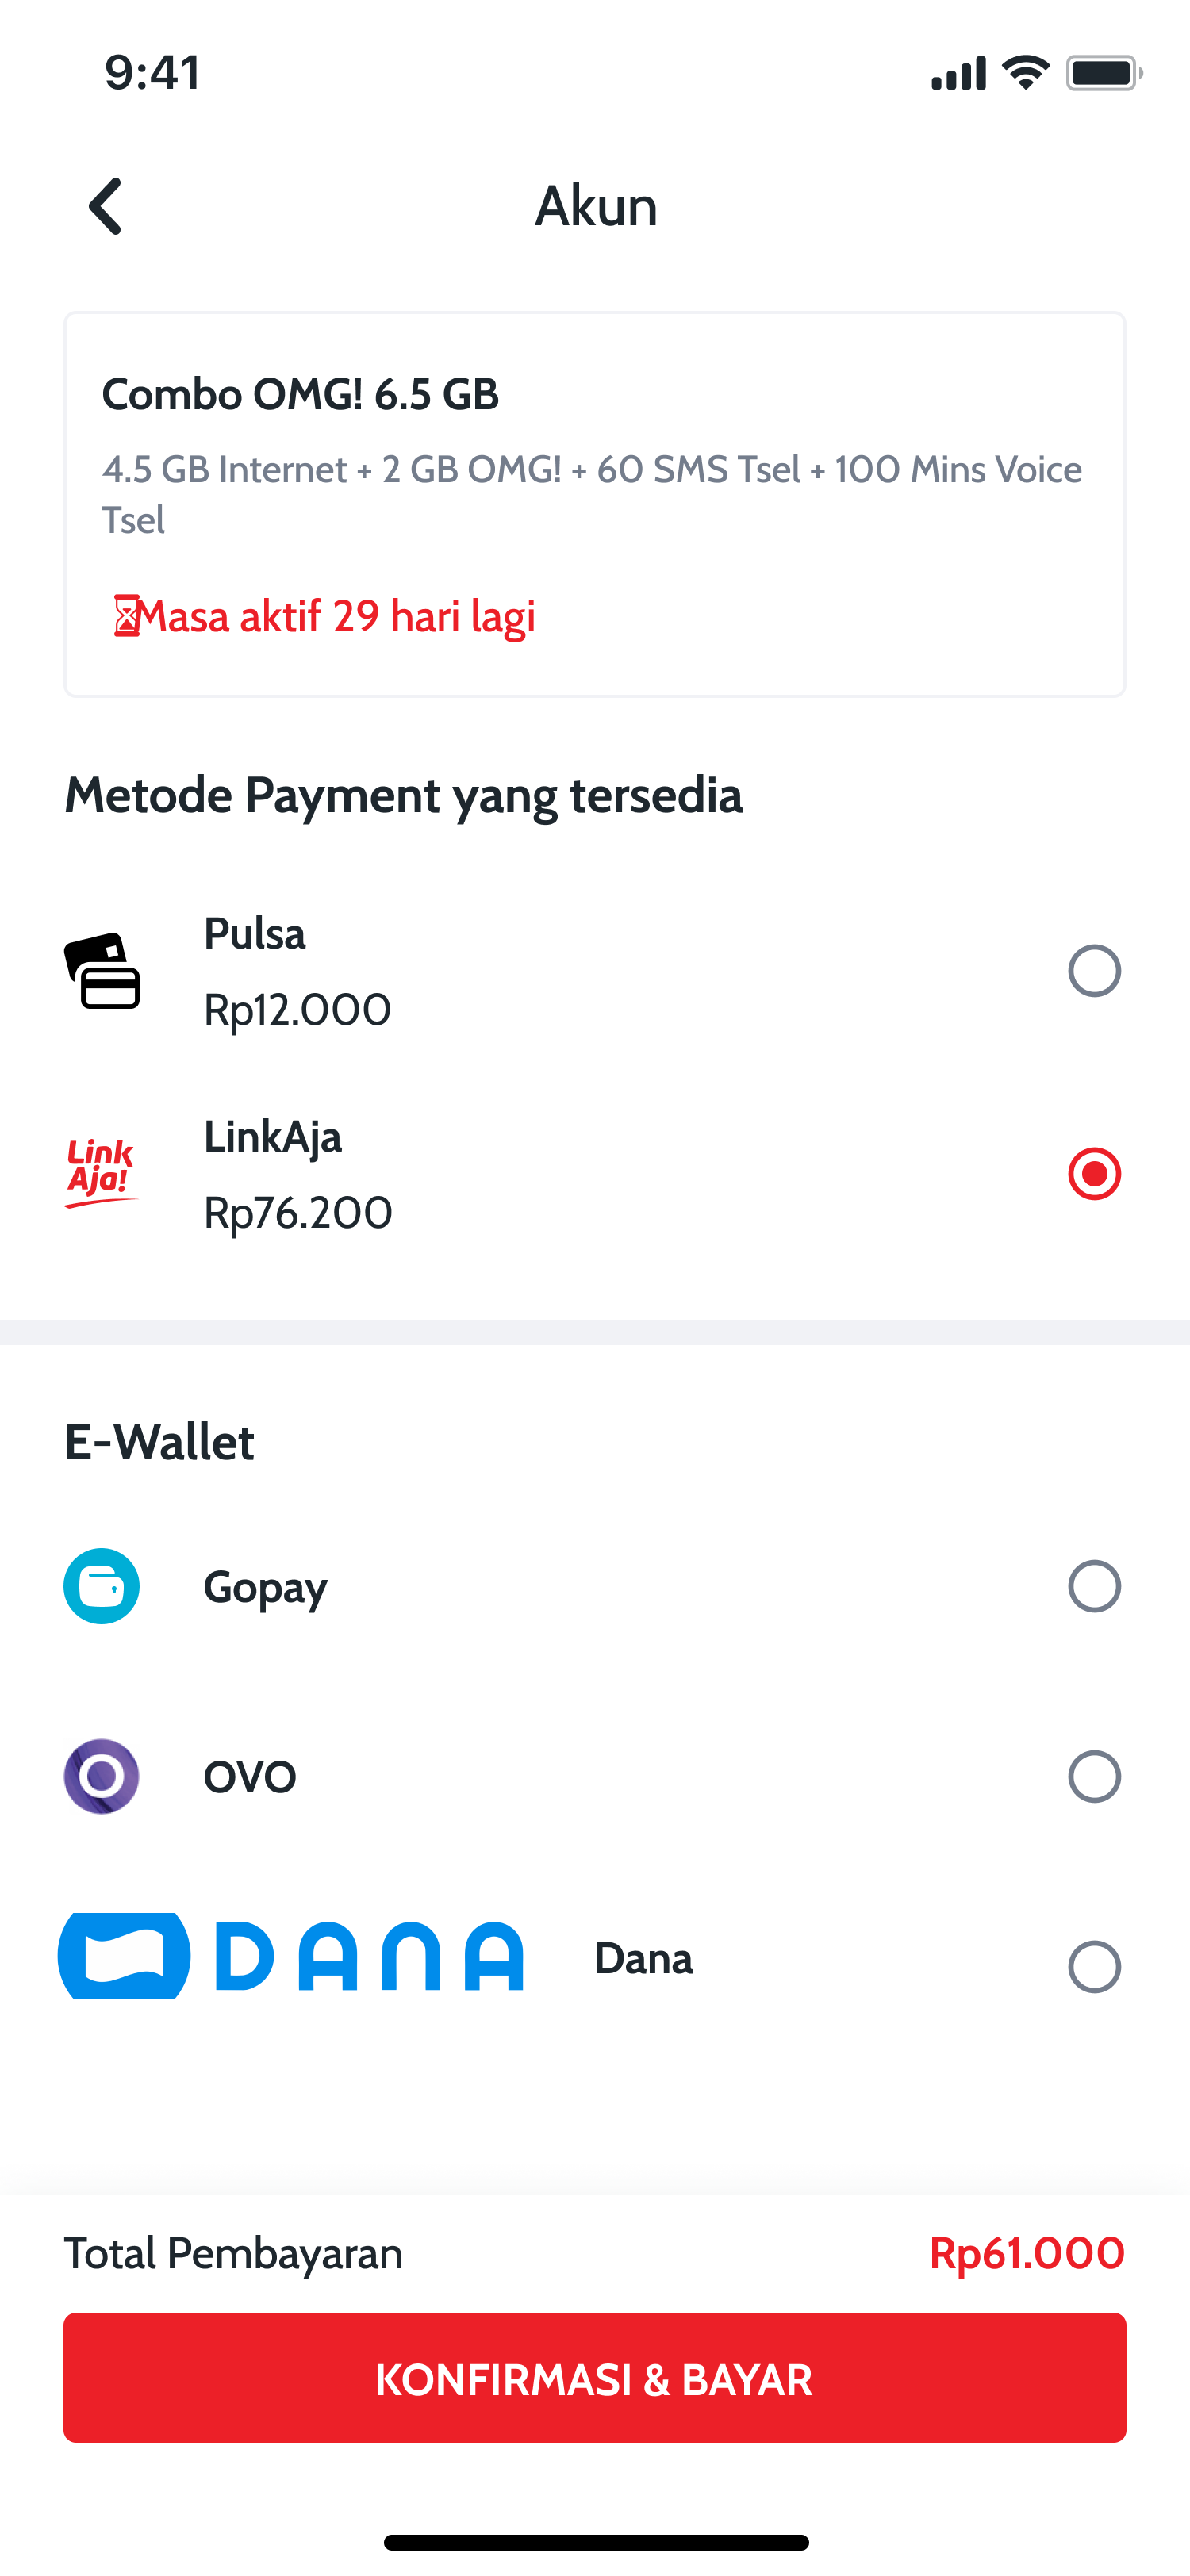 9:41
Akun
Combo OMG! 6.5 GB
4.5 GB Internet + 2 GB OMG! + 60 SMS Tsel + 100 Mins Voice
Tsel
Masa aktif 29 hari lagi
Metode Payment yang tersedia
Pulsa
Rp12.000
Link
Aja!
LinkAja
Rp76.200
E-Wallet
Gopay
OVO
DANA Dana
Total Pembayaran Rp61.000
KONFIRMASI & BAYAR